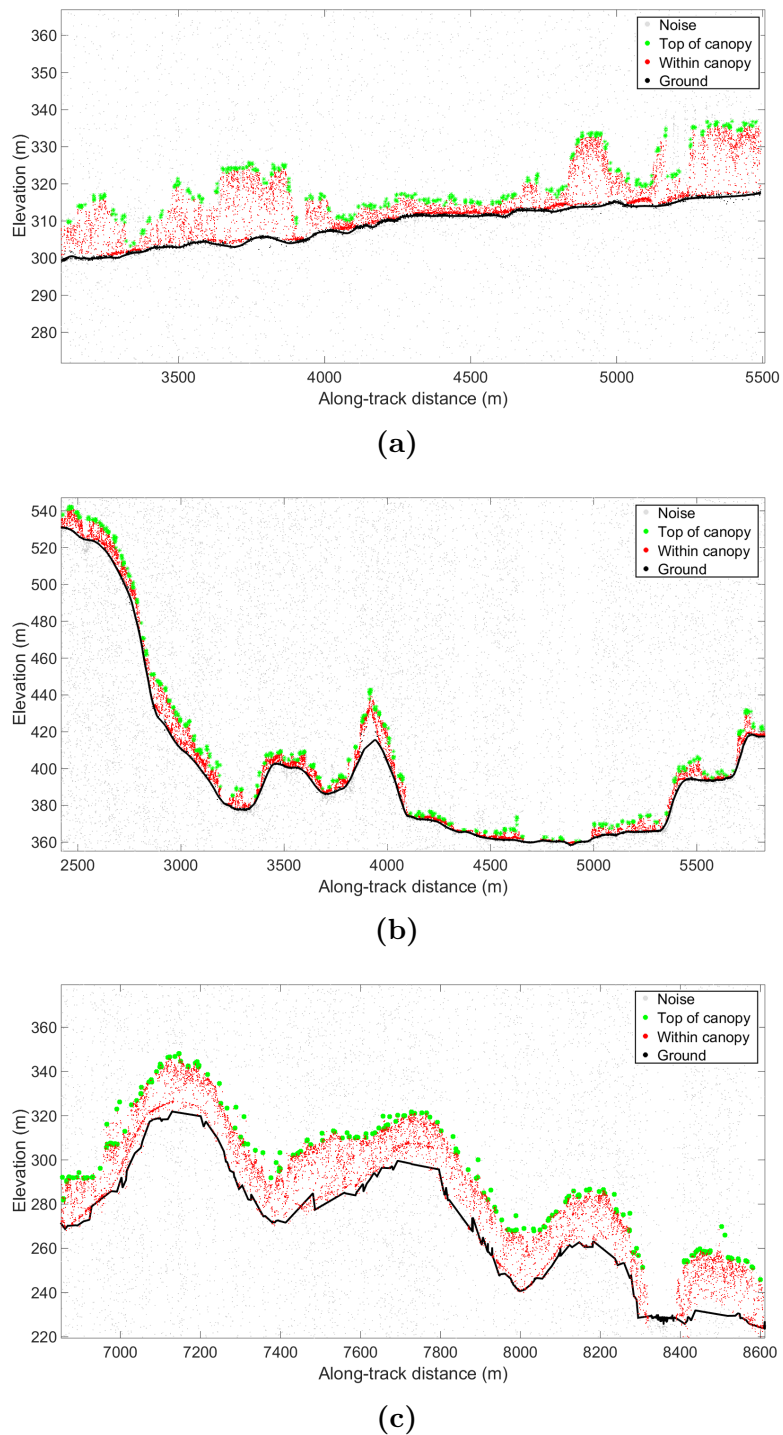 360
350
340
330
320
310
300
290
280
Elevation (m)
Noise
Top of canopy
Within canopy
Ground
3500 4000 4500 5000 5500
Along-track distance (m)
(a)
540
520
500
480
460
440
420
400
380
360
Elevation (m)
Noise
Top of canopy
Within canopy
Ground
2500 3000 3500 4000 4500 5000 5500
Along-track distance (m)
(b)
360
340
320
300
280
260
240
220
Elevation (m)
Noise
Top of canopy
Within canopy
Ground
7000 7200 7400 7600 7800 8000 8200 8400 8600
Along-track distance (m)
(c)